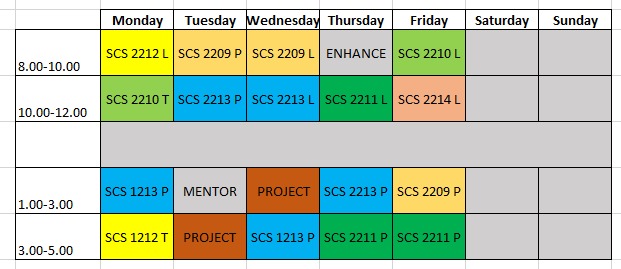 Monday Tuesday Wednesday Thursday Friday Saturday Sunday
8.00-10.00 SCS 2212 L SCS 2209 P SCS 2209 L ENHANCE SCS 2210 L
10.00-12.00 SCS 2210 T SCS 2213 P SCS 2213 L SCS 2211 L SCS 2214 L
1.00-3.00 SCS 1213 P MENTOR PROJECT SCS 2213 P SCS 2209 P
3.00-5.00 SCS 1212 T PROJECT SCS 1213 P SCS 2211 P SCS 2211 P